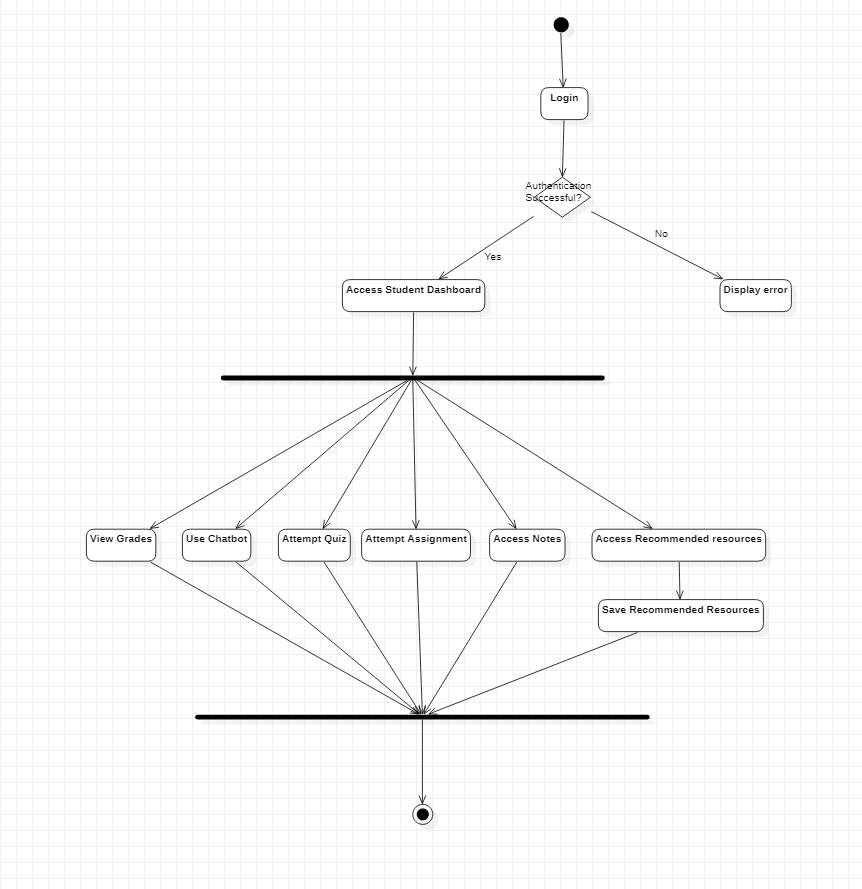 Login
Authentication
Successful?
Yes
No
Access Student Dashboard
Display error
View Grades
Use Chatbot
Attempt Quiz
Attempt Assignment
Access Notes
Access Recommended resources
Save Recommended Resources